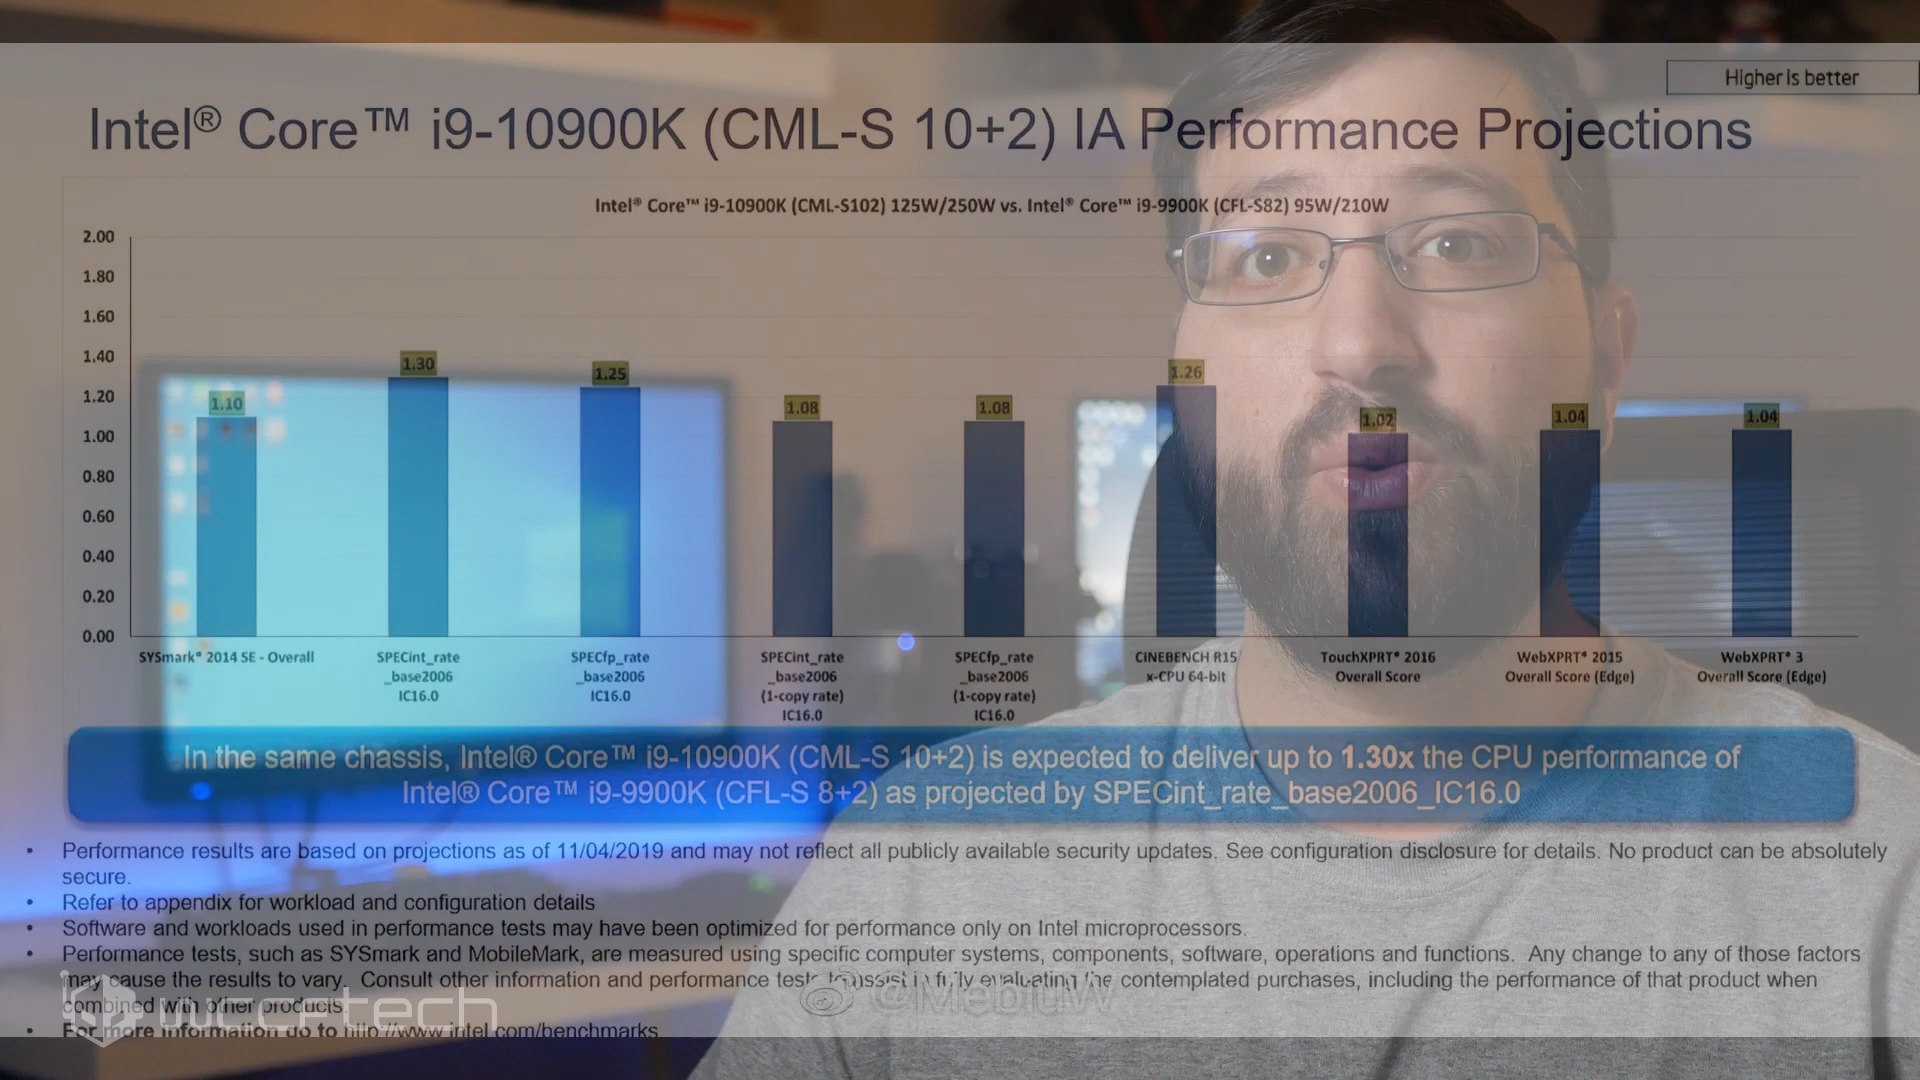 Higher is better
Intel® Core™ i9-10900K (CML-S 10+2) IA Performance Projections
Intel® Core™ i9-10900K (CML-S102) 125W/250W vs. Intel® Core™ i9-9900K (CFL-S82) 95W/210W
2.00
1.80
1.60
1.40
1.20
1.00
0.80
0.60
0.40
0.20
0.00
1.10
1.30
1.25
1.08
1.08
1.26
1.02
1.04
1.04
SYSmark® 2014 SE - Overall
SPECint_rate
_base2006
IC16.0
SPECfp_rate
_base2006
IC16.0
SPECint_rate
_base2006
(1-copy rate)
IC16.0
SPECfp_rate
_base2006
(1-copy rate)
IC16.0
CINEBENCH R15
x-CPU 64-bit
TouchXPRT® 2016
Overall Score
WebXPRT® 2015
Overall Score (Edge)
WebXPRT® 3
Overall Score (Edge)
In the same chassis, Intel® Core™ i9-10900K (CML-S 10+2) is expected to deliver up to 1.30x the CPU performance of
Intel® Core™ i9-9900K (CFL-S 8+2) as projected by SPECint_rate_base2006_IC16.0
• Performance results are based on projections as of 11/04/2019 and may not reflect all publicly available security updates. See configuration disclosure for details. No product can be absolutely
secure.
• Refer to appendix for workload and configuration details
• Software and workloads used in performance tests may have been optimized for performance only on Intel microprocessors.
• Performance tests, such as SYSmark and MobileMark, are measured using specific computer systems, components, software, operations and functions. Any change to any of those factors
may cause the results to vary. Consult other information and performance tests to assist in fully evaluating the contemplated purchases, including the performance of that product when
combined with other products.
• For more information go to http://www.intel.com/benchmarks
wccftech
@MebiuW